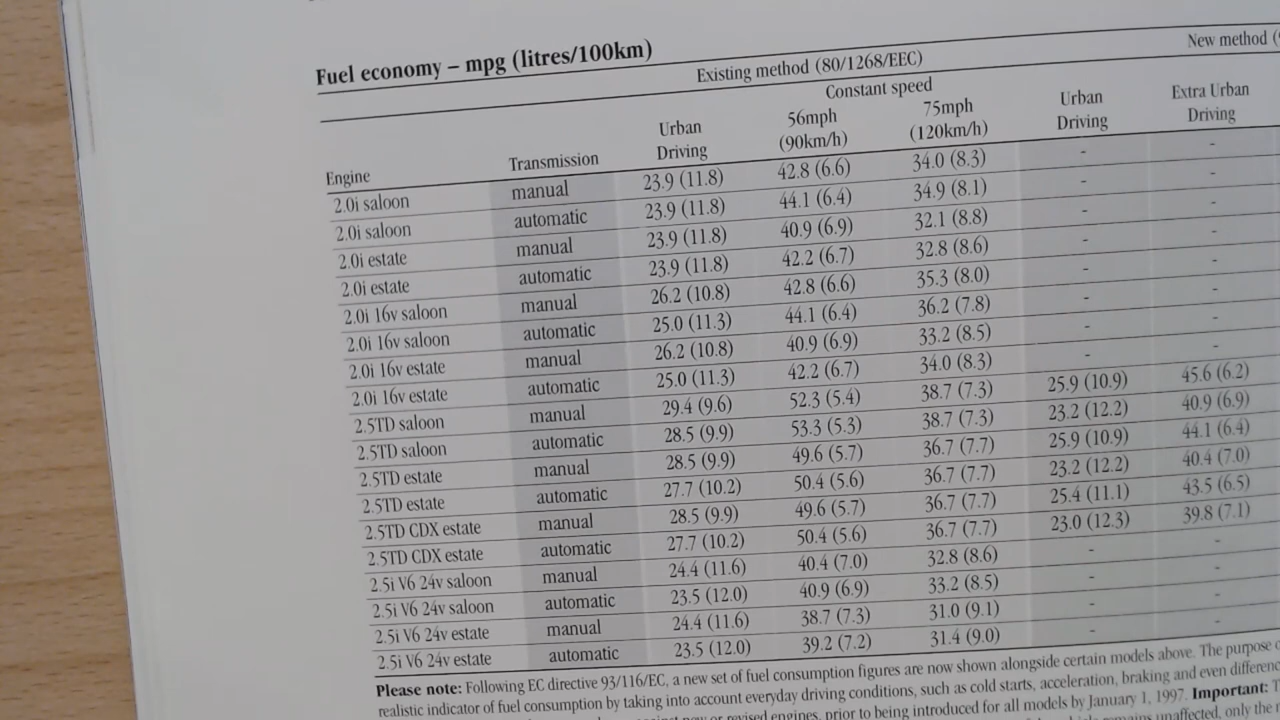 Fuel economy – mpg (litres/100km)
Existing method (80/1268/EEC) New method (
Constant speed
Engine Transmission Urban Driving 56mph (90km/h) 75mph (120km/h) Urban Driving Extra Urban Driving
2.0i saloon manual 23.9 (11.8) 42.8 (6.6) 34.0 (8.3) - -
2.0i saloon automatic 23.9 (11.8) 44.1 (6.4) 34.9 (8.1) - -
2.0i estate manual 23.9 (11.8) 40.9 (6.9) 32.1 (8.8) - -
2.0i estate automatic 23.9 (11.8) 42.2 (6.7) 32.8 (8.6) - -
2.0i 16v saloon manual 26.2 (10.8) 42.8 (6.6) 35.3 (8.0) - -
2.0i 16v saloon automatic 25.0 (11.3) 44.1 (6.4) 36.2 (7.8) - -
2.0i 16v estate manual 26.2 (10.8) 40.9 (6.9) 33.2 (8.5) - -
2.0i 16v estate automatic 25.0 (11.3) 42.2 (6.7) 34.0 (8.3) - -
2.5TD saloon manual 29.4 (9.6) 52.3 (5.4) 38.7 (7.3) 25.9 (10.9) 45.6 (6.2)
2.5TD saloon automatic 28.5 (9.9) 53.3 (5.3) 38.7 (7.3) 23.2 (12.2) 40.9 (6.9)
2.5TD estate manual 28.5 (9.9) 49.6 (5.7) 36.7 (7.7) 25.9 (10.9) 44.1 (6.4)
2.5TD estate automatic 27.7 (10.2) 50.4 (5.6) 36.7 (7.7) 23.2 (12.2) 40.4 (7.0)
2.5TD CDX estate manual 28.5 (9.9) 49.6 (5.7) 36.7 (7.7) 25.4 (11.1) 43.5 (6.5)
2.5TD CDX estate automatic 27.7 (10.2) 50.4 (5.6) 36.7 (7.7) 23.0 (12.3) 39.8 (7.1)
2.5i V6 24v saloon manual 24.4 (11.6) 40.4 (7.0) 32.8 (8.6) - -
2.5i V6 24v saloon automatic 23.5 (12.0) 40.9 (6.9) 33.2 (8.5) - -
2.5i V6 24v estate manual 24.4 (11.6) 38.7 (7.3) 31.0 (9.1) - -
2.5i V6 24v estate automatic 23.5 (12.0) 39.2 (7.2) 31.4 (9.0) - -
Please note: Following EC directive 93/116/EC, a new set of fuel consumption figures are now shown alongside certain models above. The purpose
realistic indicator of fuel consumption by taking into account everyday driving conditions, such as cold starts, acceleration, braking and even
or revised engines, prior to being introduced for all models by January 1, 1997. Important:
unaffected, only the